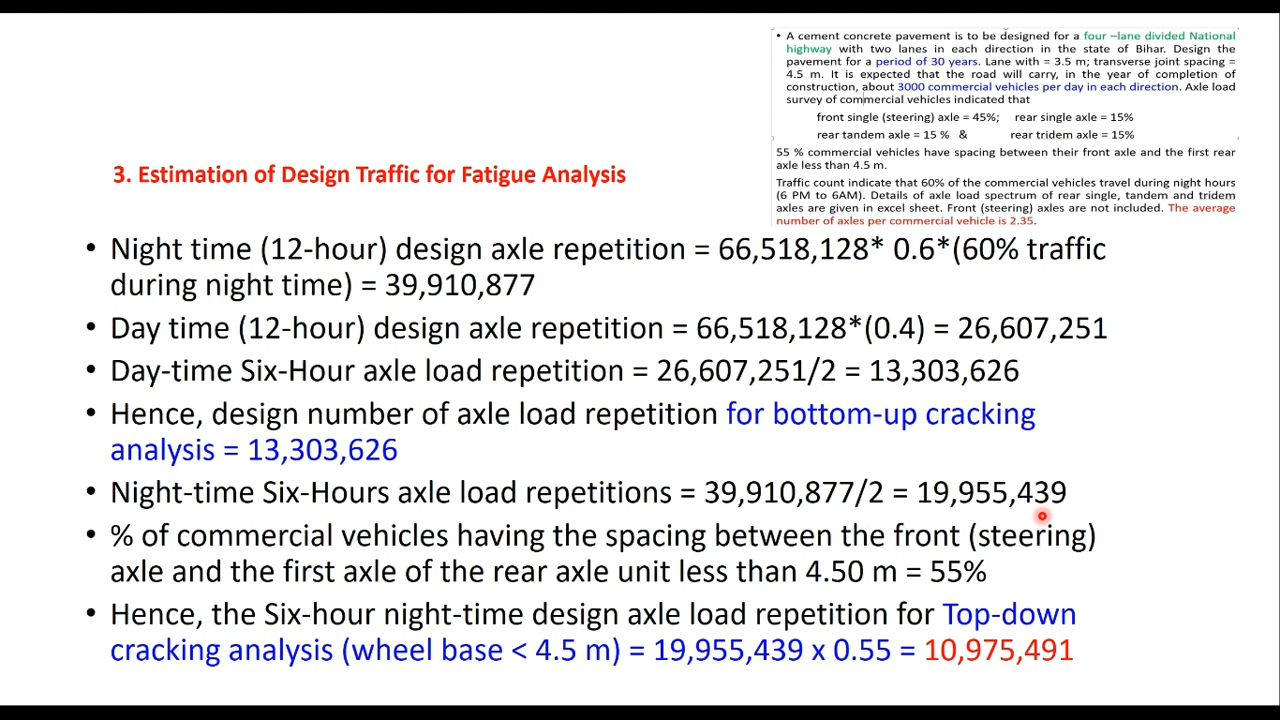 • A cement concrete pavement is to be designed for a four –lane divided National
highway with two lanes in each direction in the state of Bihar. Design the
pavement for a period of 30 years. Lane with = 3.5 m; transverse joint spacing =
4.5 m. It is expected that the road will carry, in the year of completion of
construction, about 3000 commercial vehicles per day in each direction. Axle load
survey of commercial vehicles indicated that
front single (steering) axle = 45%; rear single axle = 15%
rear tandem axle = 15 % & rear tridem axle = 15%
55 % commercial vehicles have spacing between their front axle and the first rear
axle less than 4.5 m.
Traffic count indicate that 60% of the commercial vehicles travel during night hours
(6 PM to 6AM). Details of axle load spectrum of rear single, tandem and tridem
axles are given in excel sheet. Front (steering) axles are not included. The average
number of axles per commercial vehicle is 2.35.
3. Estimation of Design Traffic for Fatigue Analysis
• Night time (12-hour) design axle repetition = 66,518,128* 0.6*(60% traffic
during night time) = 39,910,877
• Day time (12-hour) design axle repetition = 66,518,128*(0.4) = 26,607,251
• Day-time Six-Hour axle load repetition = 26,607,251/2 = 13,303,626
• Hence, design number of axle load repetition for bottom-up cracking
analysis = 13,303,626
• Night-time Six-Hours axle load repetitions = 39,910,877/2 = 19,955,439
• % of commercial vehicles having the spacing between the front (steering)
axle and the first axle of the rear axle unit less than 4.50 m = 55%
• Hence, the Six-hour night-time design axle load repetition for Top-down
cracking analysis (wheel base < 4.5 m) = 19,955,439 x 0.55 = 10,975,491